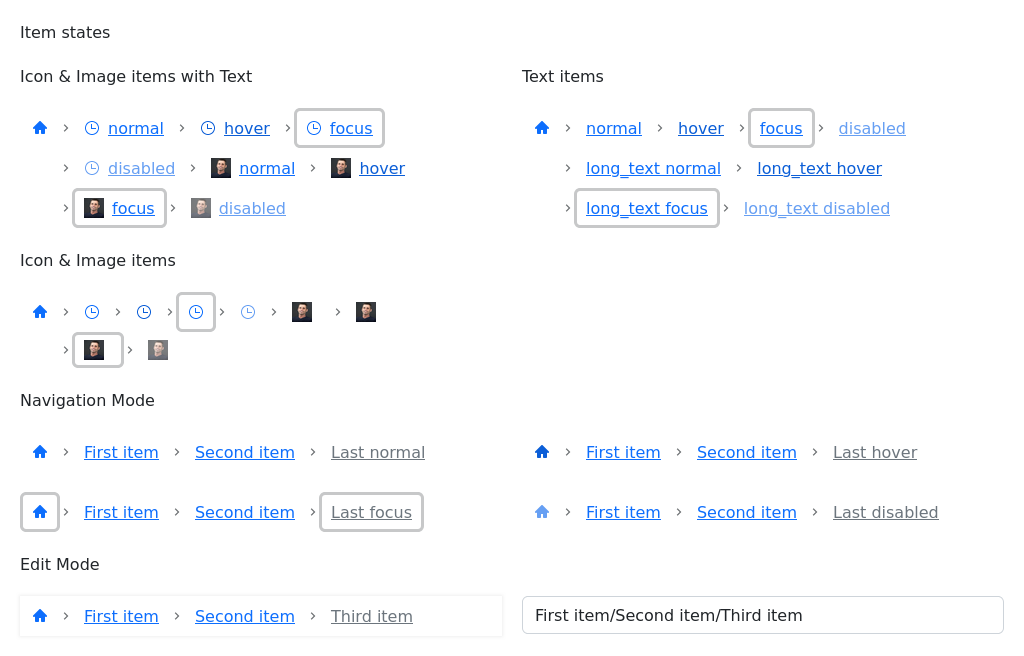 Item states
Icon & Image items with Text
normal hover focus
disabled normal hover
focus disabled
Text items
normal hover focus disabled
long_text normal long_text hover
long_text focus long_text disabled
Icon & Image items
Navigation Mode
First item Second item Last normal
First item Second item Last hover
First item Second item Last focus
First item Second item Last disabled
Edit Mode
First item Second item Third item
First item/Second item/Third item